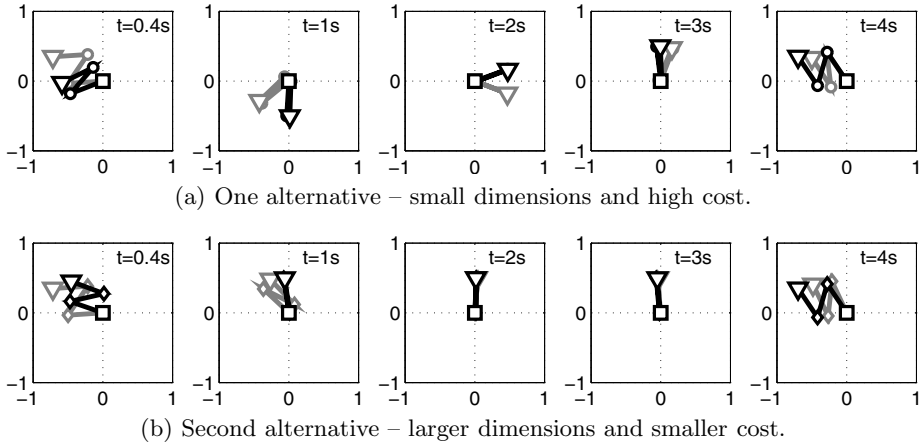 1 t=0.4s 1 t=1s 1 t=2s 1 t=3s 1 t=4s
0 0 0 0 0
−1 −1 −1 −1 −1
−1 0 1 −1 0 1 −1 0 1 −1 0 1 −1 0 1
(a) One alternative – small dimensions and high cost.
1 t=0.4s 1 t=1s 1 t=2s 1 t=3s 1 t=4s
0 0 0 0 0
−1 −1 −1 −1 −1
−1 0 1 −1 0 1 −1 0 1 −1 0 1 −1 0 1
(b) Second alternative – larger dimensions and smaller cost.